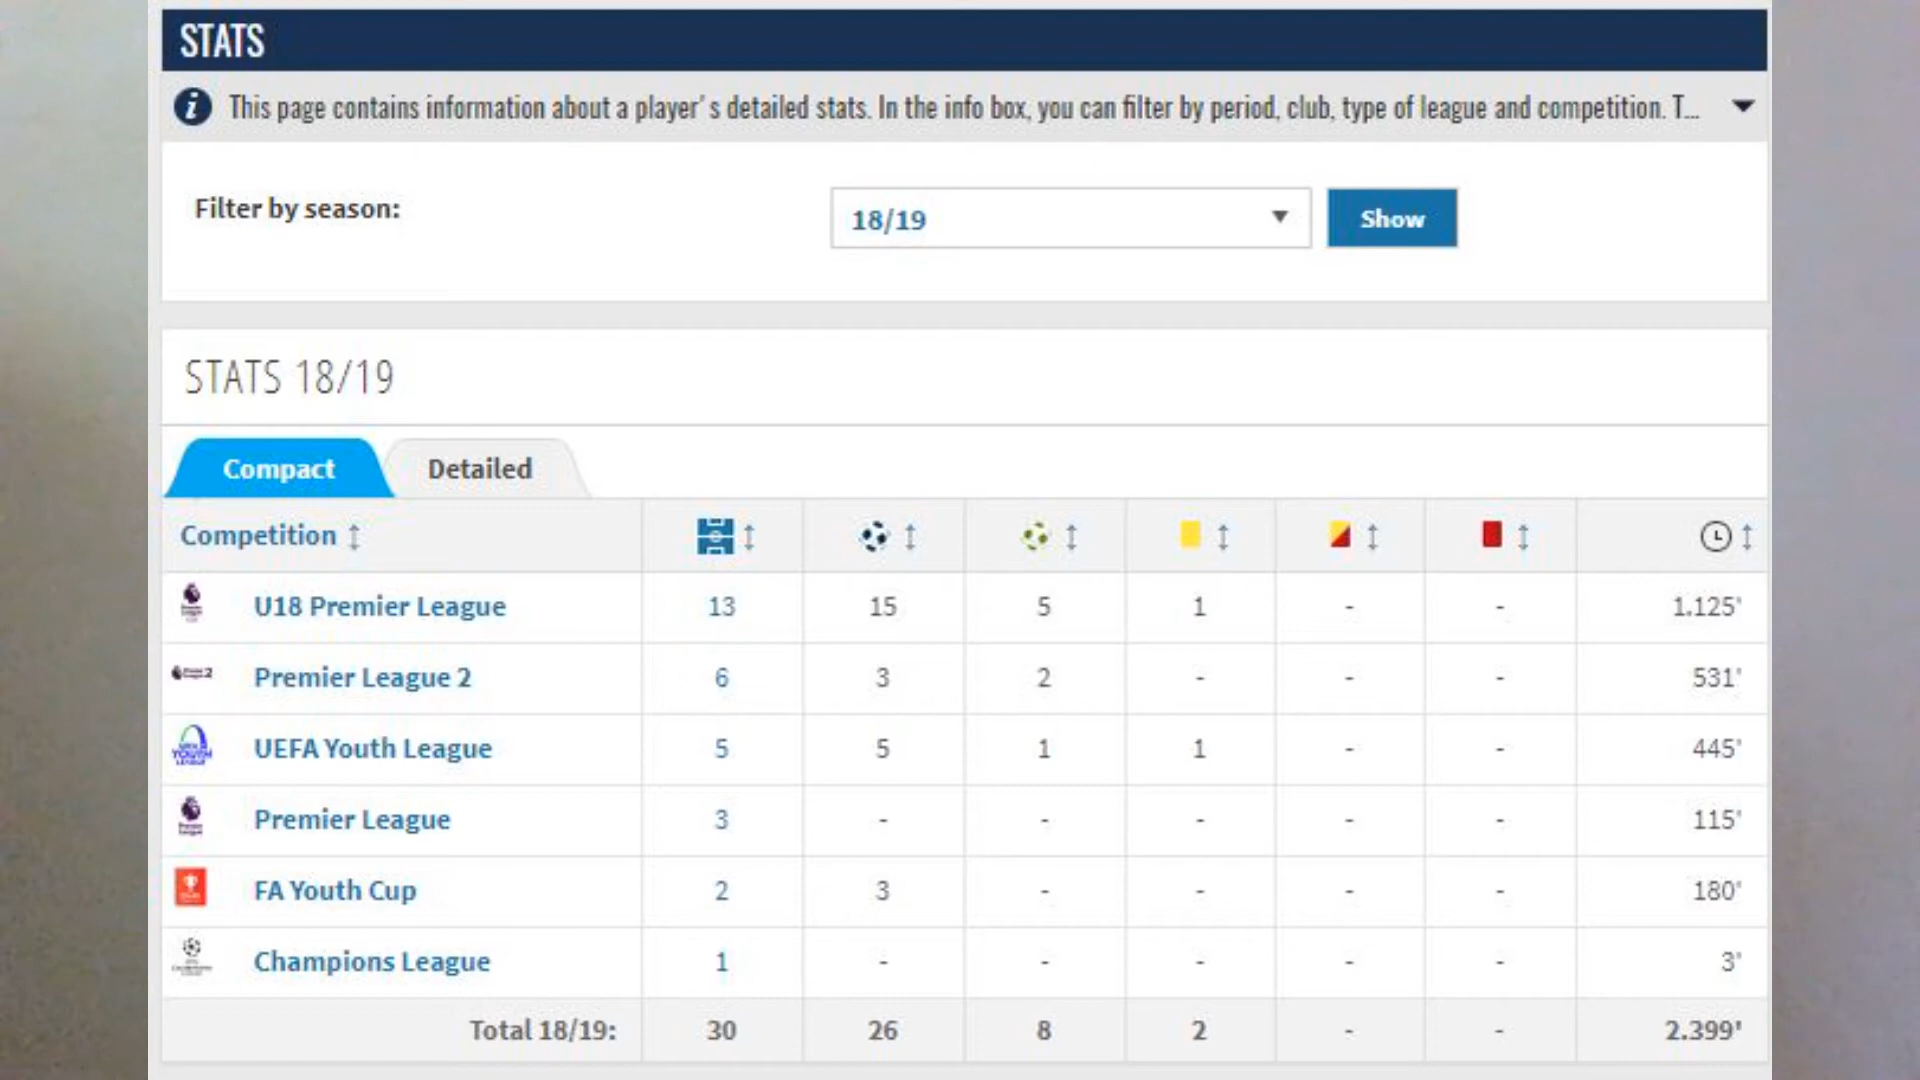 STATS
i This page contains information about a player's detailed stats. In the info box, you can filter by period, club, type of league and competition. T...
Filter by season: 18/19 Show
STATS 18/19
Compact Detailed
Competition
U18 Premier League 13 15 5 1 - - 1.125'
Premier League 2 6 3 2 - - - 531'
UEFA Youth League 5 5 1 1 - - 445'
Premier League 3 - - - - - 115'
FA Youth Cup 2 3 - - - - 180'
Champions League 1 - - - - - 3'
Total 18/19: 30 26 8 2 - - 2.399'